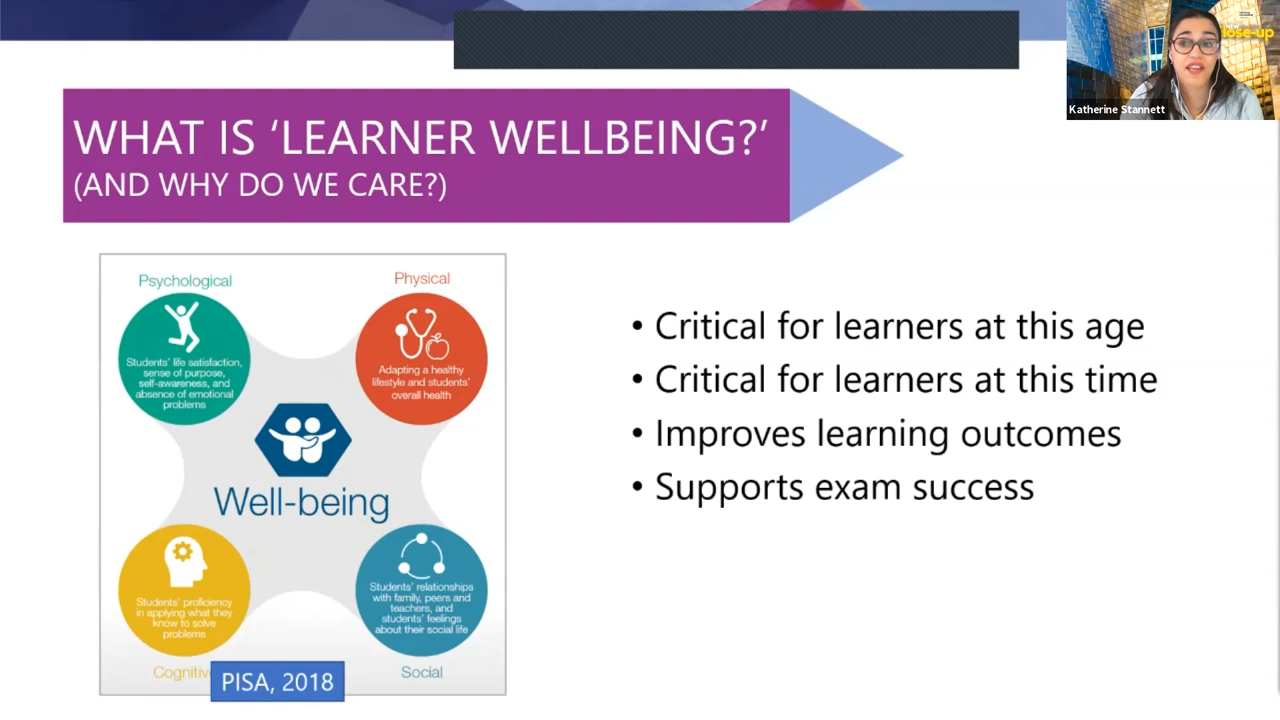 close-up
Katherine Stannett
WHAT IS ‘LEARNER WELLBEING?’
(AND WHY DO WE CARE?)
Psychological
Students' life satisfaction,
sense of purpose,
self-awareness, and
absence of emotional
problems
Physical
Adapting a healthy
lifestyle and students'
overall health
Well-being
Students' proficiency
in applying what they
know to solve
problems
Cognitiv
Students' relationships
with family, peers and
teachers, and
students' feelings
about their social life
Social
PISA, 2018
• Critical for learners at this age
• Critical for learners at this time
• Improves learning outcomes
• Supports exam success